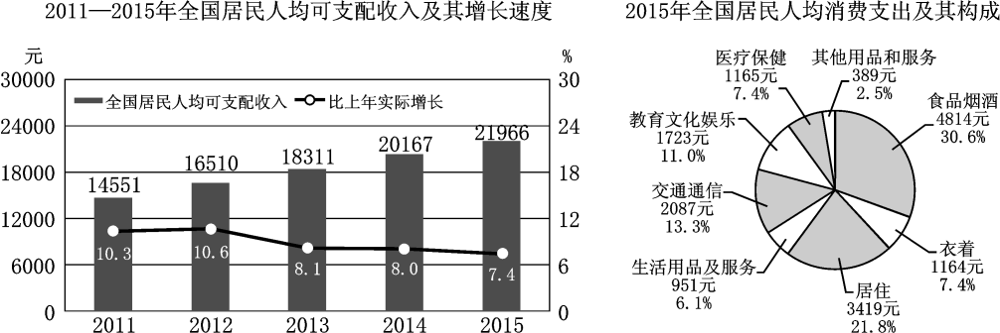 2011—2015年全国居民人均可支配收入及其增长速度
元
%
30000
30
全国居民人均可支配收入
比上年实际增长
24000
24
18000
18
12000
12
6000
6
0
0
14551
16510
18311
20167
21966
10.3
10.6
8.1
8.0
7.4
2011
2012
2013
2014
2015
2015年全国居民人均消费支出及其构成
医疗保健
1165元
7.4%
其他用品和服务
389元
2.5%
食品烟酒
4814元
30.6%
教育文化娱乐
1723元
11.0%
交通通信
2087元
13.3%
衣着
1164元
7.4%
生活用品及服务
951元
6.1%
居住
3419元
21.8%